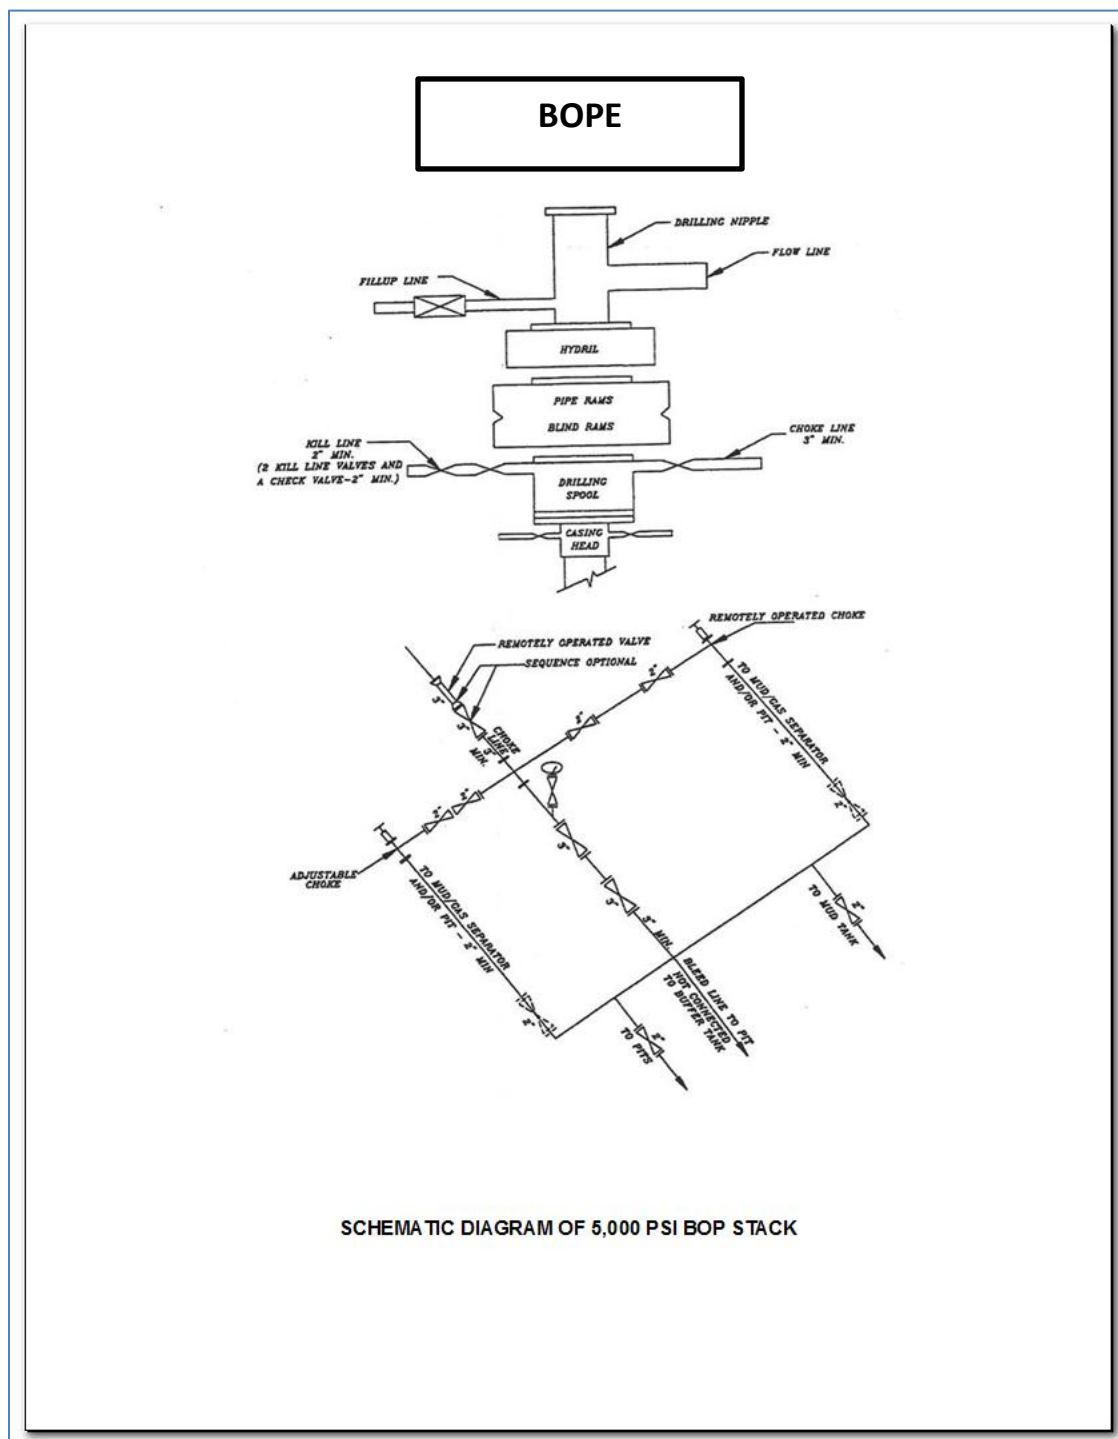 BOPE
DRILLING NIPPLE
FLOW LINE
FILLUP LINE
HYDRIL
PIPE RAMS
BLIND RAMS
KILL LINE
2" MIN.
(2 KILL LINE VALVES AND
A CHECK VALVE-2" MIN.)
CHOKE LINE
3" MIN.
DRILLING
SPOOL
CASING
HEAD
REMOTELY OPERATED CHOKE
REMOTELY OPERATED VALVE
SEQUENCE OPTIONAL
3"
3"
CHOKE
LINE
3"
MIN.
2"
2"
TO MUD/GAS SEPARATOR
AND/OR PIT - 2" MIN
2"
2"
2"
ADJUSTABLE
CHOKE
TO MUD/GAS SEPARATOR
AND/OR PIT - 2" MIN
2"
3"
3"
3" MIN.
BLEED LINE TO PIT
NOT CONNECTED
TO BUFFER TANK
2"
TO MUD TANK
2"
TO PITS
SCHEMATIC DIAGRAM OF 5,000 PSI BOP STACK